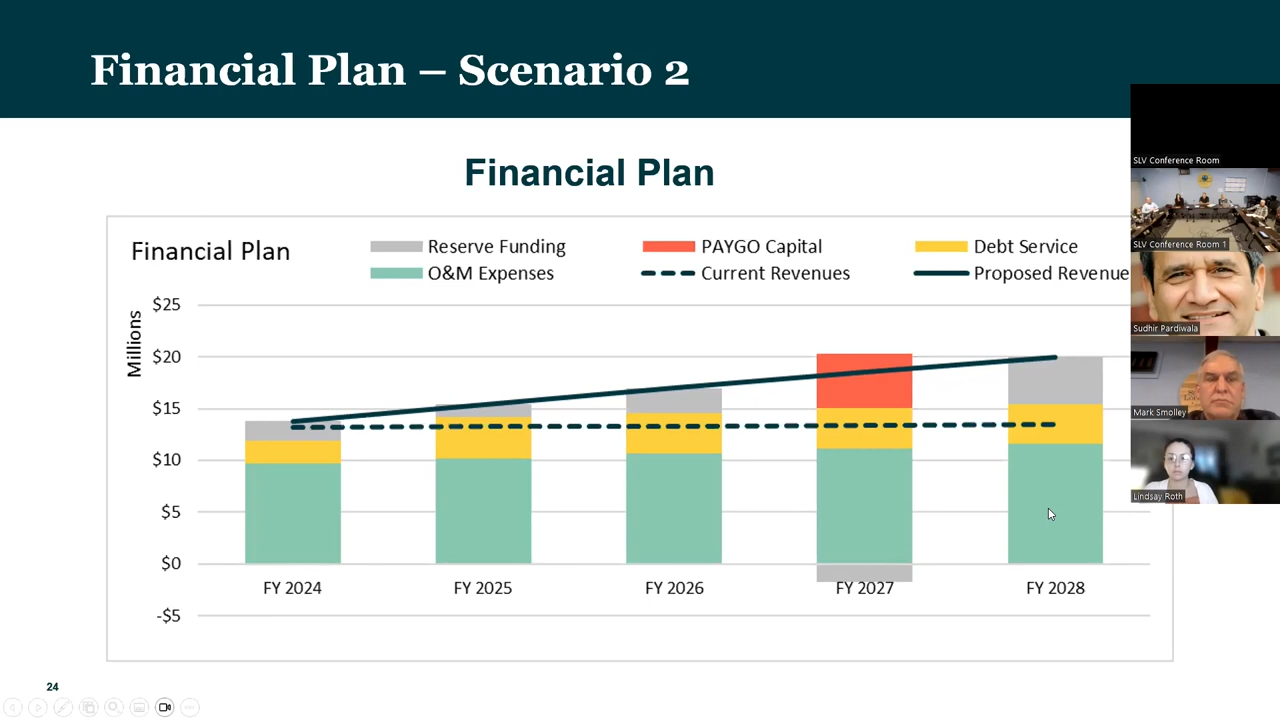 Financial Plan – Scenario 2
Financial Plan
Financial Plan
Reserve Funding
PAYGO Capital
Debt Service
O&M Expenses
Current Revenues
Proposed Revenue
Millions
$25
$20
$15
$10
$5
$0
-$5
FY 2024
FY 2025
FY 2026
FY 2027
FY 2028
24
SLV Conference Room
SLV Conference Room 1
Sudhir Pardiwala
Mark Smolley
Lindsay Roth